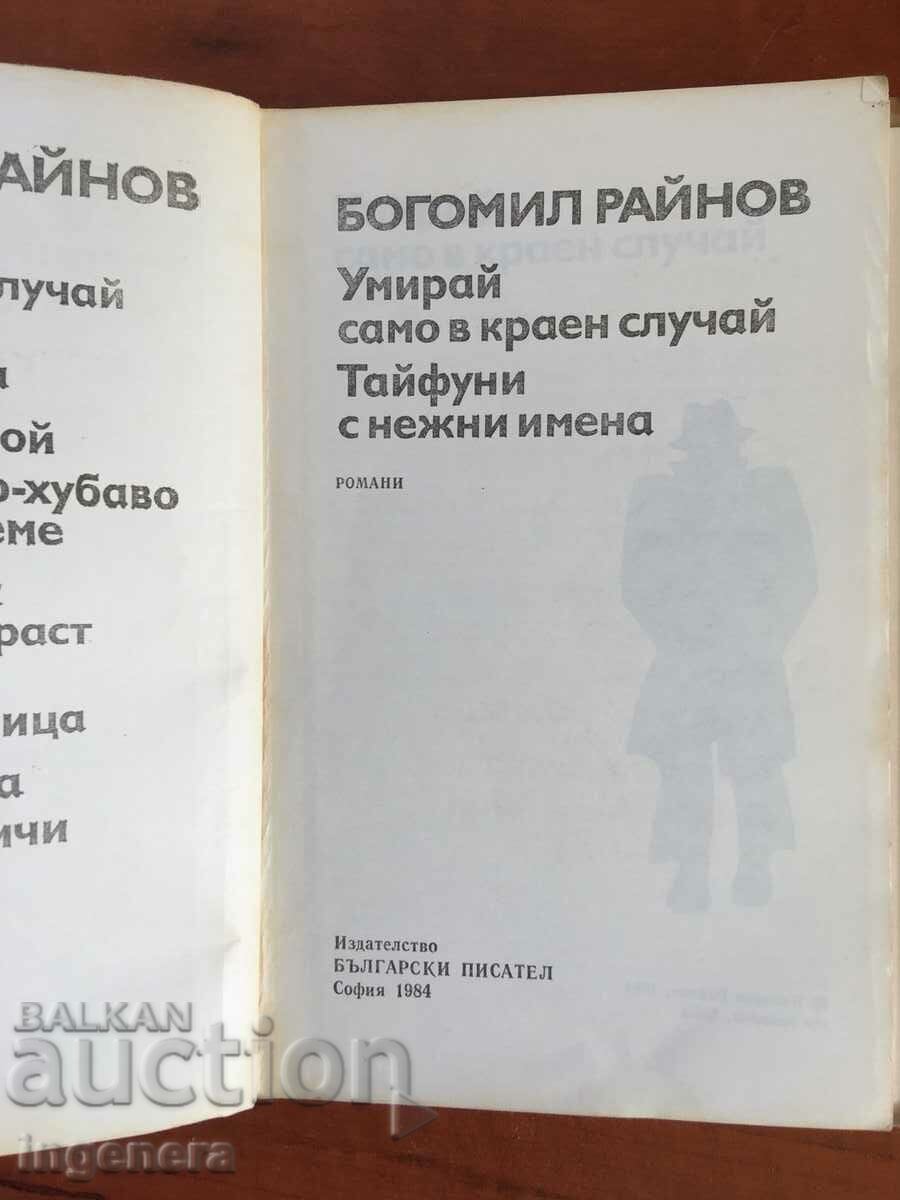 АЙНОВ
лучай
а
ой
о-хубаво
еме
раст
ица
а
ичи
БОГОМИЛ РАЙНОВ
Умирай
само в краен случай
Тайфуни
с нежни имена
РОМАНИ
Издателство
БЪЛГАРСКИ ПИСАТЕЛ
София 1984
BALKAN
auction
ingenera